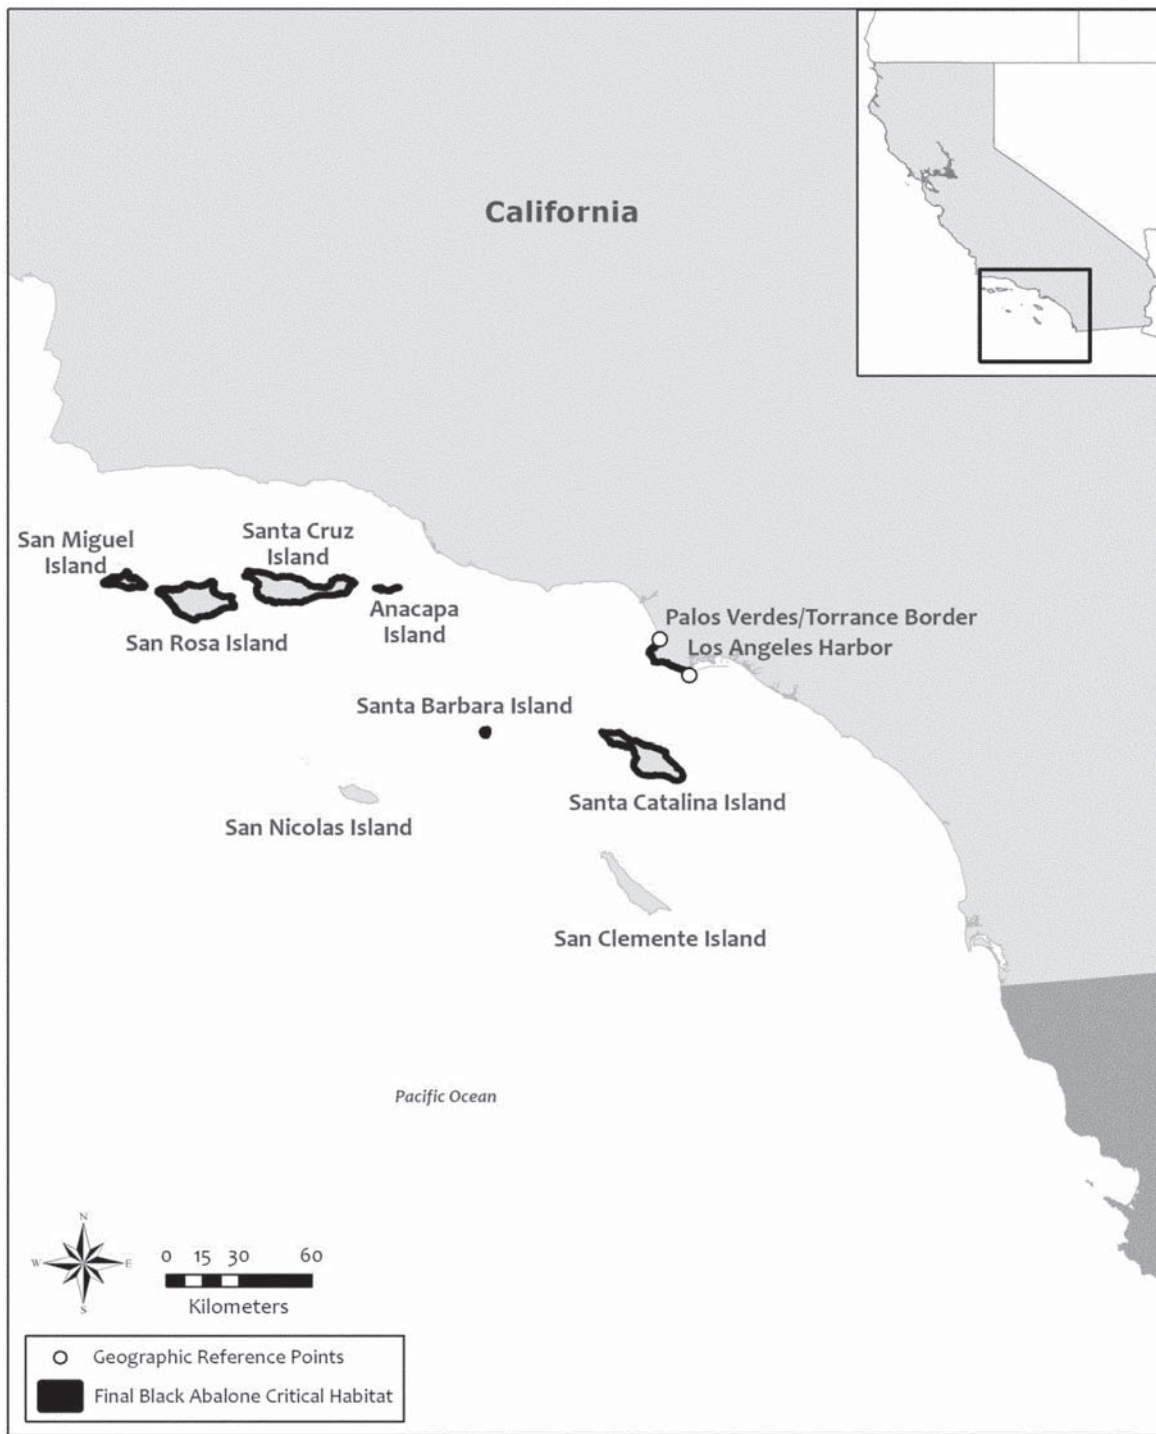 California
San Miguel
Island
Santa Cruz
Island
Anacapa
Island
San Rosa Island
Palos Verdes/Torrance Border
Los Angeles Harbor
Santa Barbara Island
Santa Catalina Island
San Nicolas Island
San Clemente Island
Pacific Ocean
N
W E
S
0 15 30 60
Kilometers
Geographic Reference Points
Final Black Abalone Critical Habitat